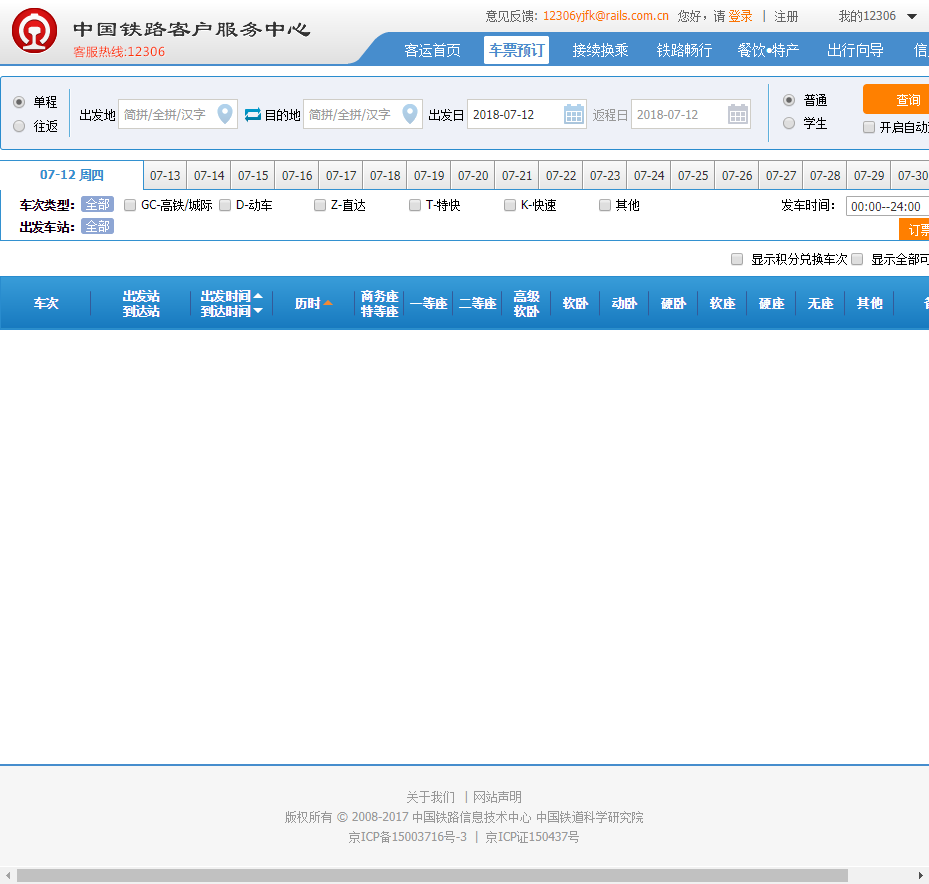 意见反馈: 12306yjfk@rails.com.cn 您好，请 登录 | 注册 我的12306
中国铁路客户服务中心
客服热线:12306
客运首页 车票预订 接续换乘 铁路畅行 餐饮•特产 出行向导 信
单程 出发地 简拼/全拼/汉字 目的地 简拼/全拼/汉字 出发日 2018-07-12 返程日 2018-07-12 普通 查询
往返 学生 开启自动
07-12 周四 07-13 07-14 07-15 07-16 07-17 07-18 07-19 07-20 07-21 07-22 07-23 07-24 07-25 07-26 07-27 07-28 07-29 07-30
车次类型： 全部 GC-高铁/城际 D-动车 Z-直达 T-特快 K-快速 其他 发车时间： 00:00--24:00
出发车站： 全部 订票
显示积分兑换车次 显示全部可
车次 出发站 出发时间 历时 商务座 一等座 二等座 高级 软卧 动卧 硬卧 软座 硬座 无座 其他 备
到达站 到达时间 特等座 软卧
关于我们 | 网站声明
版权所有 © 2008-2017 中国铁路信息技术中心 中国铁道科学研究院
京ICP备15003716号-3 | 京ICP证150437号